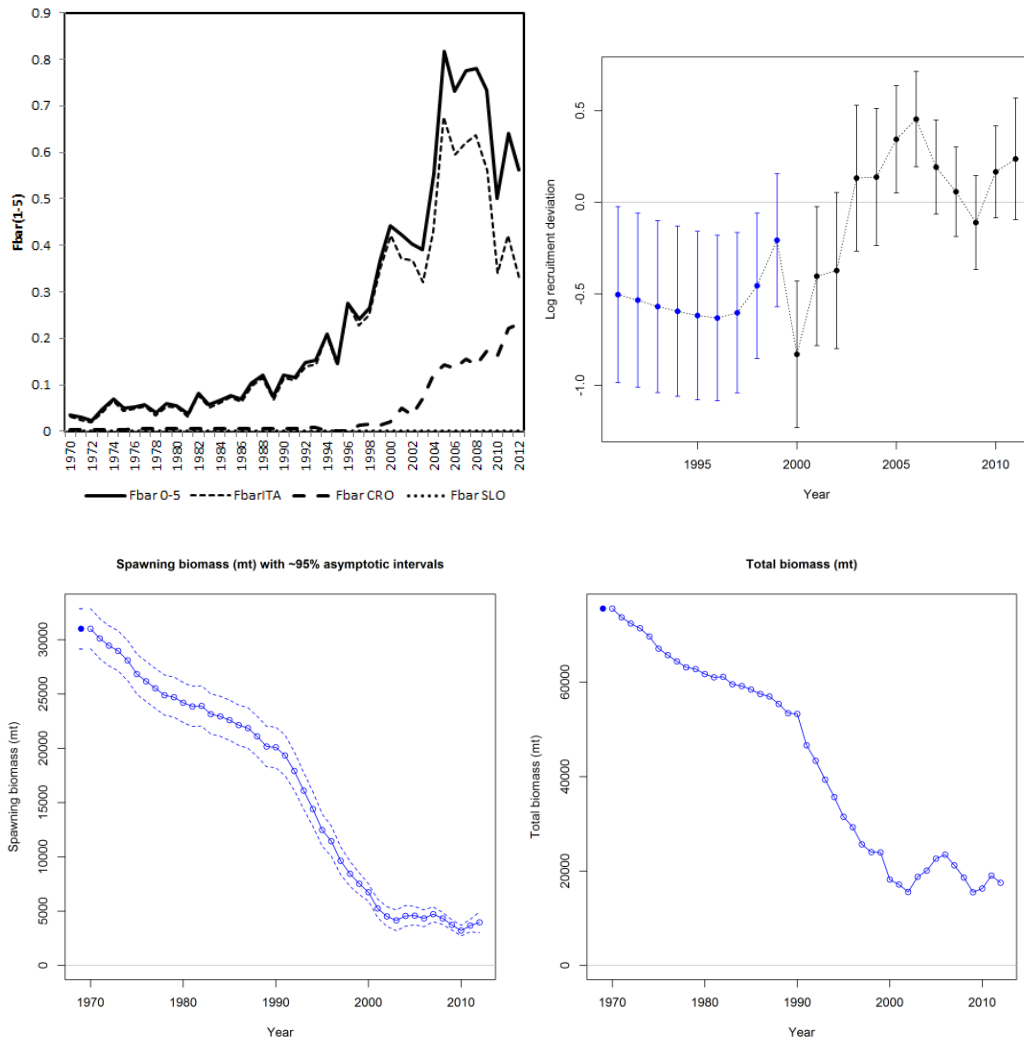 0.9
0.8
0.7
0.6
0.5
0.4
0.3
0.2
0.1
0
Fbar(1-5)
1970 1972 1974 1976 1978 1980 1982 1984 1986 1988 1990 1992 1994 1996 1998 2000 2002 2004 2006 2008 2010 2012
Fbar 0-5 FbarITA Fbar CRO Fbar SLO
0.5
0.0
-0.5
-1.0
Log recruitment deviation
1995 2000 2005 2010
Year
Spawning biomass (mt) with ~95% asymptotic intervals
30000
25000
20000
15000
10000
5000
0
Spawning biomass (mt)
1970 1980 1990 2000 2010
Year
Total biomass (mt)
60000
40000
20000
0
Total biomass (mt)
1970 1980 1990 2000 2010
Year